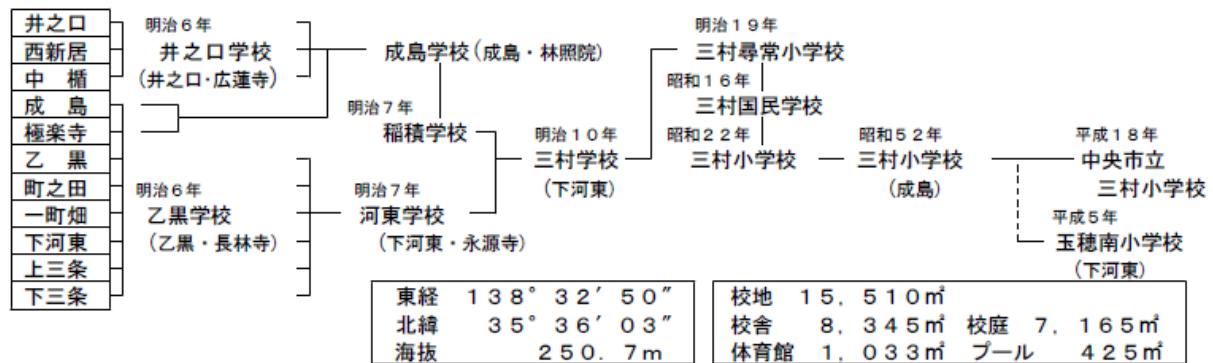 井之口
西新居
中 楯
成 島
極楽寺
乙 黒
町之田
一町畑
下河東
上三条
下三条
明治6年
井之口学校
(井之口・広蓮寺)
明治6年
乙黒学校
(乙黒・長林寺)
成島学校(成島・林照院)
明治7年
稲積学校
明治7年
河東学校
(下河東・永源寺)
明治10年
三村学校
(下河東)
明治19年
三村尋常小学校
昭和16年
三村国民学校
昭和22年
三村小学校
昭和52年
三村小学校
(成島)
平成18年
中央市立
三村小学校
平成5年
玉穂南小学校
(下河東)
東経 138° 32′ 50″
北緯 35° 36′ 03″
海抜 250.7m
校地 15,510㎡
校舎 8,345㎡ 校庭 7,165㎡
体育館 1,033㎡ プール 425㎡